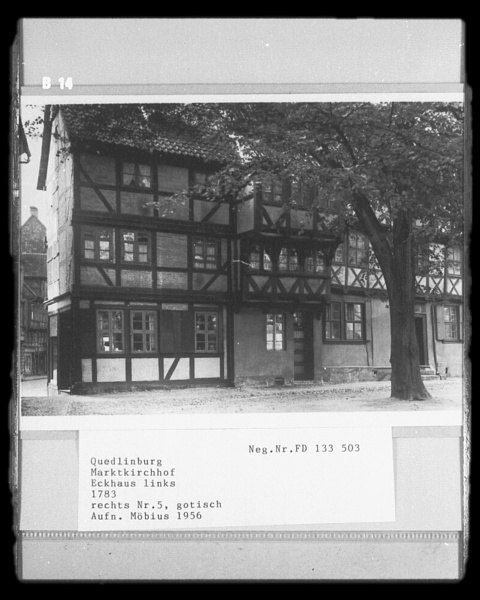 B 14
Neg.Nr.FD 133 503
Quedlinburg
Marktkirchhof
Eckhaus links
1783
rechts Nr.5, gotisch
Aufn. Möbius 1956